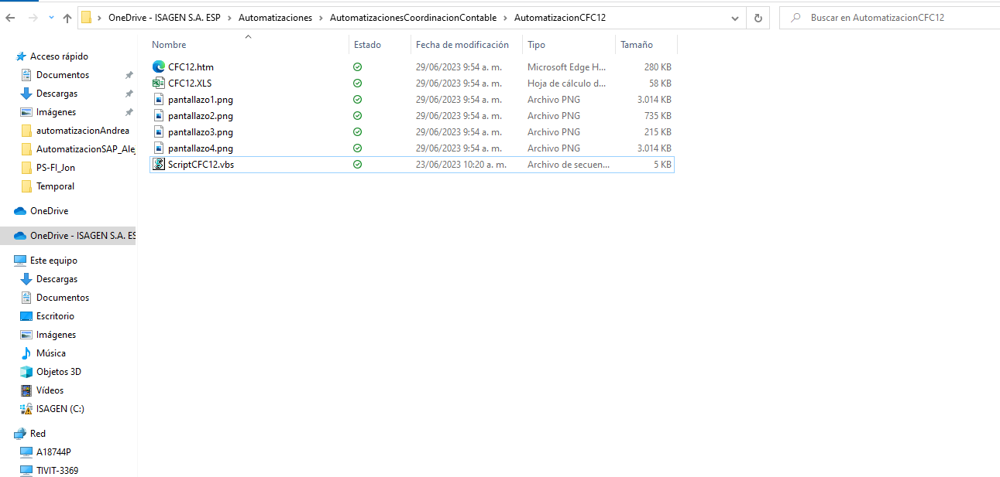 OneDrive - ISAGEN S.A. ESP > Automatizaciones > AutomatizacionesCoordinacionContable > AutomatizacionCFC12
Buscar en AutomatizacionCFC12
Nombre Estado Fecha de modificación Tipo Tamaño
Acceso rápido
Documentos
Descargas
Imágenes
automatizacionAndrea
AutomatizacionSAP_Ale
PS-FI_Jon
Temporal
OneDrive
OneDrive - ISAGEN S.A. ES
Este equipo
Descargas
Documentos
Escritorio
Imágenes
Música
Objetos 3D
Vídeos
ISAGEN (C:)
Red
A18744P
TIVIT-3369
CFC12.htm 29/06/2023 9:54 a. m. Microsoft Edge H... 280 KB
CFC12.XLS 29/06/2023 9:54 a. m. Hoja de cálculo d... 58 KB
pantallazo1.png 29/06/2023 9:54 a. m. Archivo PNG 3.014 KB
pantallazo2.png 29/06/2023 9:54 a. m. Archivo PNG 735 KB
pantallazo3.png 29/06/2023 9:54 a. m. Archivo PNG 215 KB
pantallazo4.png 29/06/2023 9:54 a. m. Archivo PNG 3.014 KB
ScriptCFC12.vbs 23/06/2023 10:20 a. m. Archivo de secuen... 5 KB